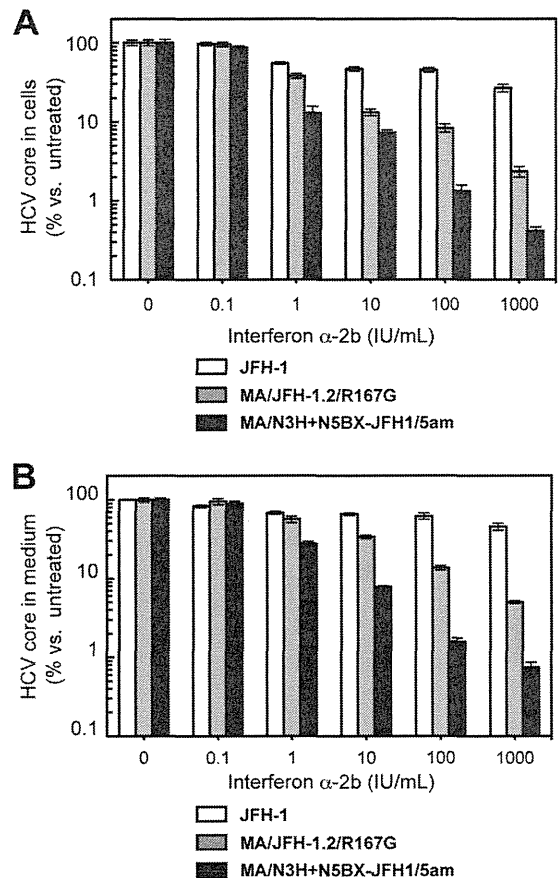 A
HCV core in cells
(% vs. untreated)
100
10
1
0.1
0 0.1 1 10 100 1000
Interferon α-2b (IU/mL)
JFH-1
MA/JFH-1.2/R167G
MA/N3H+N5BX-JFH1/5am
B
HCV core in medium
(% vs. untreated)
100
10
1
0.1
0 0.1 1 10 100 1000
Interferon α-2b (IU/mL)
JFH-1
MA/JFH-1.2/R167G
MA/N3H+N5BX-JFH1/5am